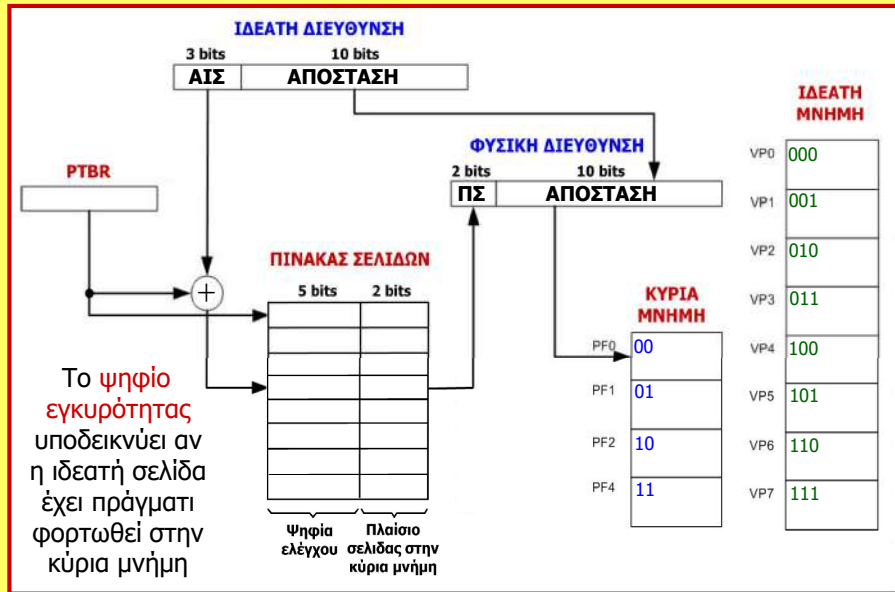 ΙΔΕΑΤΗ ΔΙΕΥΘΥΝΣΗ
3 bits 10 bits
ΑΙΣ ΑΠΟΣΤΑΣΗ
ΦΥΣΙΚΗ ΔΙΕΥΘΥΝΣΗ
2 bits 10 bits
ΠΣ ΑΠΟΣΤΑΣΗ
PTBR
+
ΠΙΝΑΚΑΣ ΣΕΛΙΔΩΝ
5 bits 2 bits
Ψηφία
ελέγχου
Πλαίσιο
σελιδας στην
κύρια μνήμη
Το ψηφίο
εγκυρότητας
υποδεικνύει αν
η ιδεατή σελίδα
έχει πράγματι
φορτωθεί στην
κύρια μνήμη
ΚΥΡΙΑ
ΜΝΗΜΗ
PF0 00
PF1 01
PF2 10
PF4 11
ΙΔΕΑΤΗ
ΜΝΗΜΗ
VP0 000
VP1 001
VP2 010
VP3 011
VP4 100
VP5 101
VP6 110
VP7 111